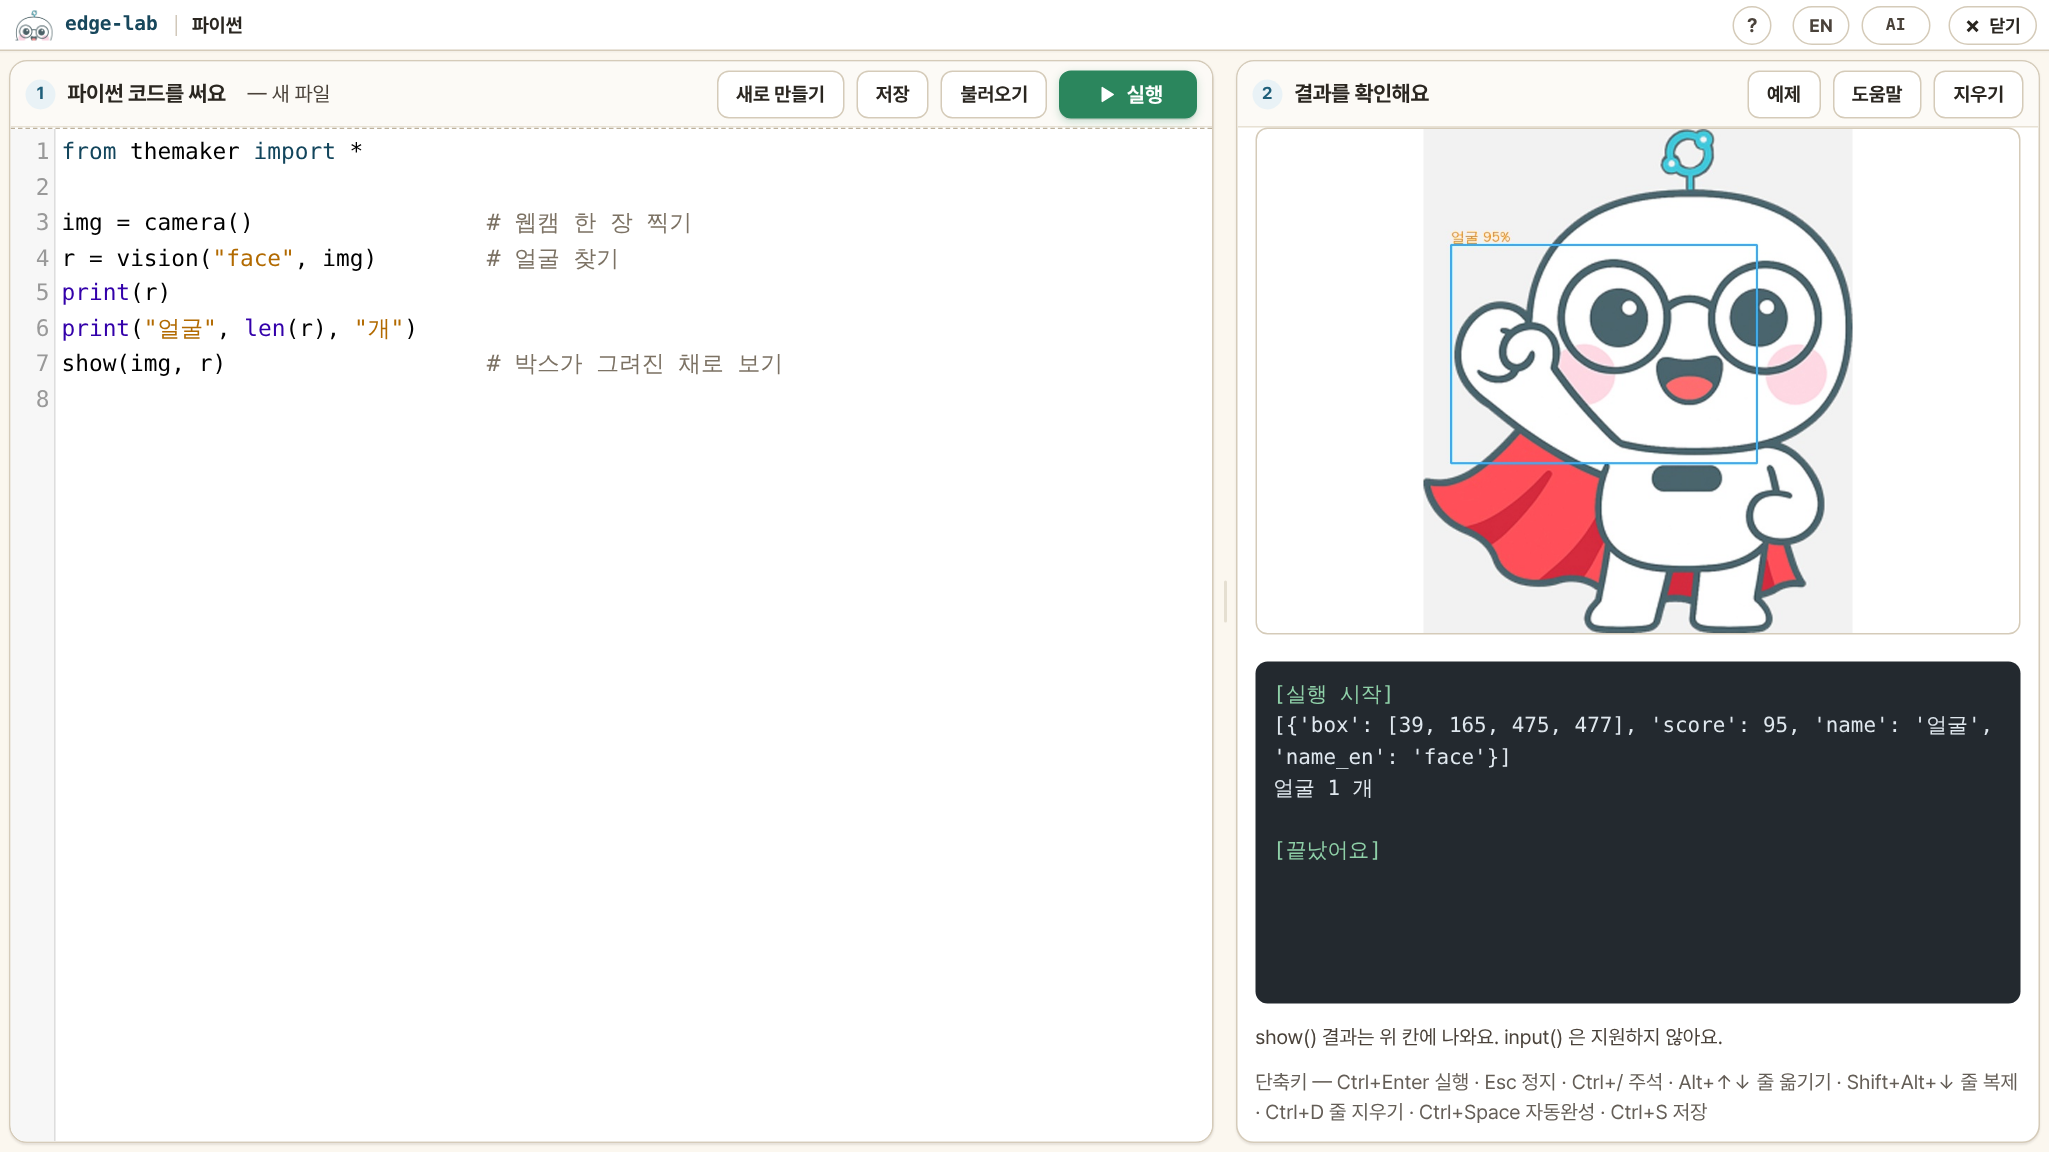 edge-lab | 파이썬
? EN AI × 닫기
1 파이썬 코드를 써요 — 새 파일
새로 만들기 저장 불러오기 ▶ 실행
1 from themaker import *
2
3 img = camera() # 웹캠 한 장 찍기
4 r = vision("face", img) # 얼굴 찾기
5 print(r)
6 print("얼굴", len(r), "개")
7 show(img, r) # 박스가 그려진 채로 보기
8
2 결과를 확인해요
예제 도움말 지우기
얼굴 95%
[실행 시작]
[{'box': [39, 165, 475, 477], 'score': 95, 'name': '얼굴',
'name_en': 'face'}]
얼굴 1 개
[끝났어요]
show() 결과는 위 칸에 나와요. input() 은 지원하지 않아요.
단축키 — Ctrl+Enter 실행 · Esc 정지 · Ctrl+/ 주석 · Alt+↑↓ 줄 옮기기 · Shift+Alt+↓ 줄 복제
· Ctrl+D 줄 지우기 · Ctrl+Space 자동완성 · Ctrl+S 저장